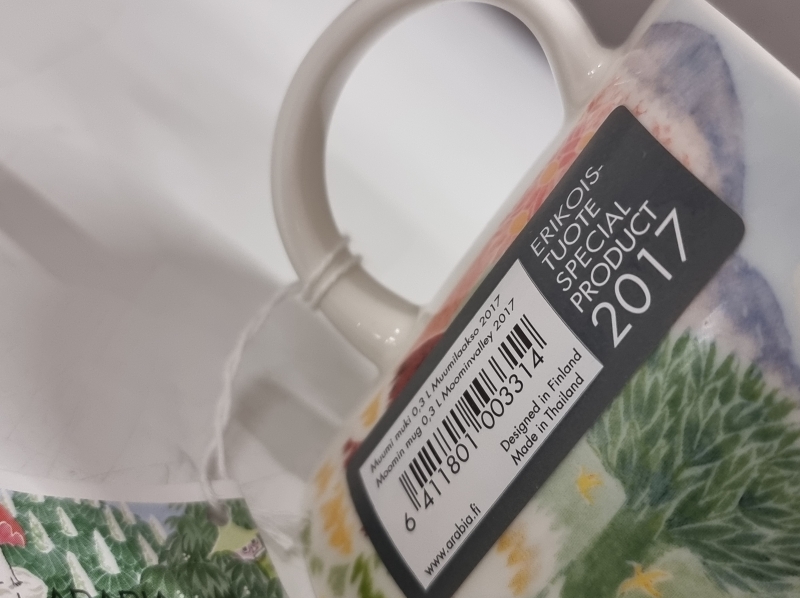 ERIKOIS-
TUOTE
SPECIAL
PRODUCT
2017
Muumi muki 0,3 L Muumilaakso 2017
Moomin mug 0,3 L Moominvalley 2017
6 411801 003314
Designed in Finland
Made in Thailand
www.arabia.fi
ARABIA